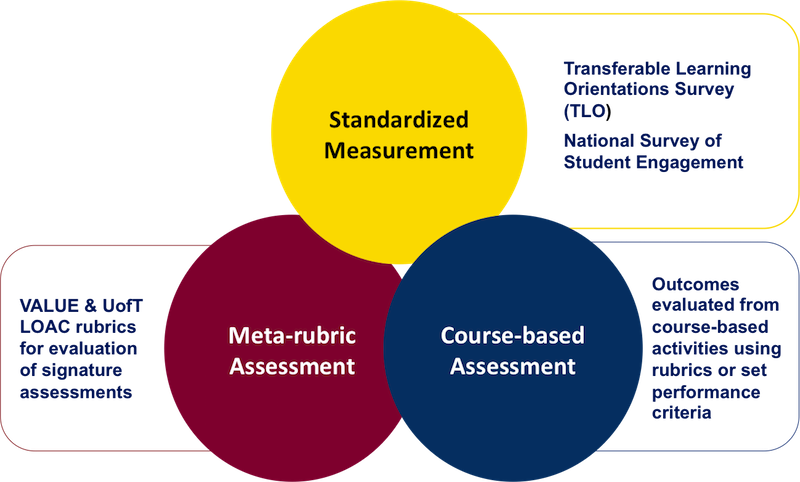 Standardized
Measurement
Transferable Learning
Orientations Survey
(TLO)
National Survey of
Student Engagement
VALUE & UofT
LOAC rubrics
for evaluation
of signature
assessments
Meta-rubric
Assessment
Course-based
Assessment
Outcomes
evaluated from
course-based
activities using
rubrics or set
performance
criteria